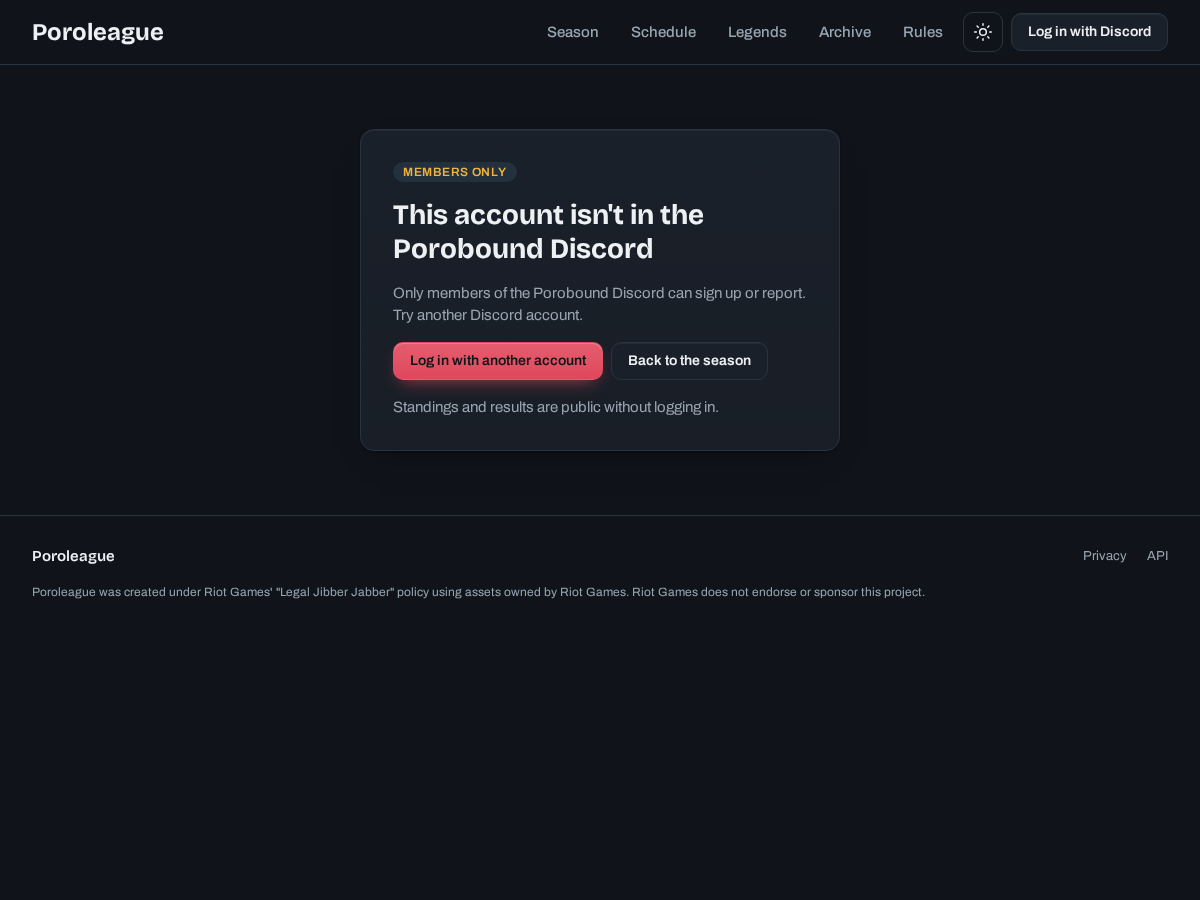 Poroleague
Season
Schedule
Legends
Archive
Rules
Log in with Discord
MEMBERS ONLY
This account isn't in the
Porobound Discord
Only members of the Porobound Discord can sign up or report.
Try another Discord account.
Log in with another account
Back to the season
Standings and results are public without logging in.
Poroleague
Privacy
API
Poroleague was created under Riot Games' "Legal Jibber Jabber" policy using assets owned by Riot Games. Riot Games does not endorse or sponsor this project.